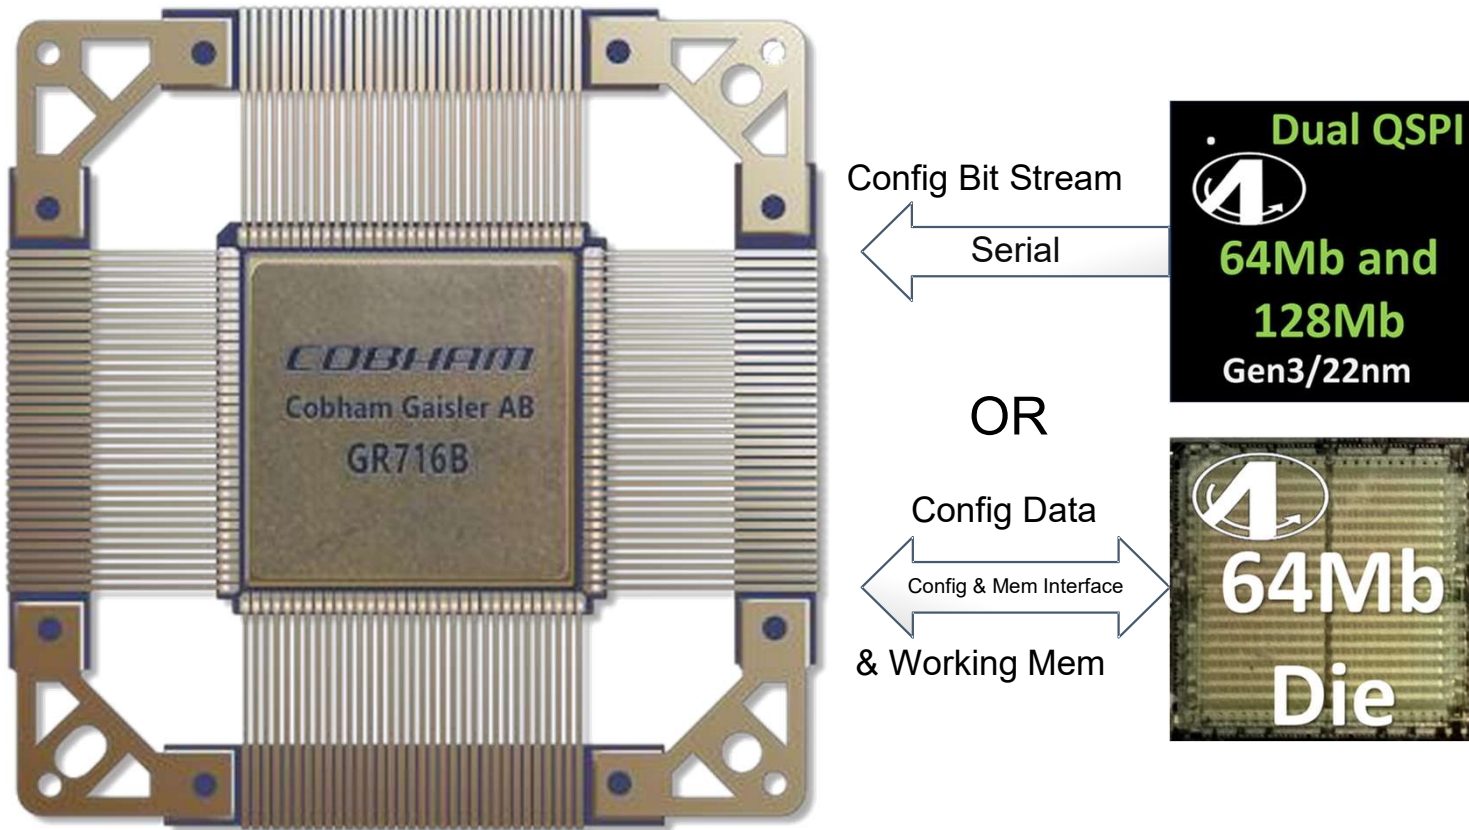 COBHAM
Cobham Gaisler AB
GR716B
Config Bit Stream
Serial
OR
Config Data
Config & Mem Interface
& Working Mem
Dual QSPI
64Mb and
128Mb
Gen3/22nm
64Mb
Die